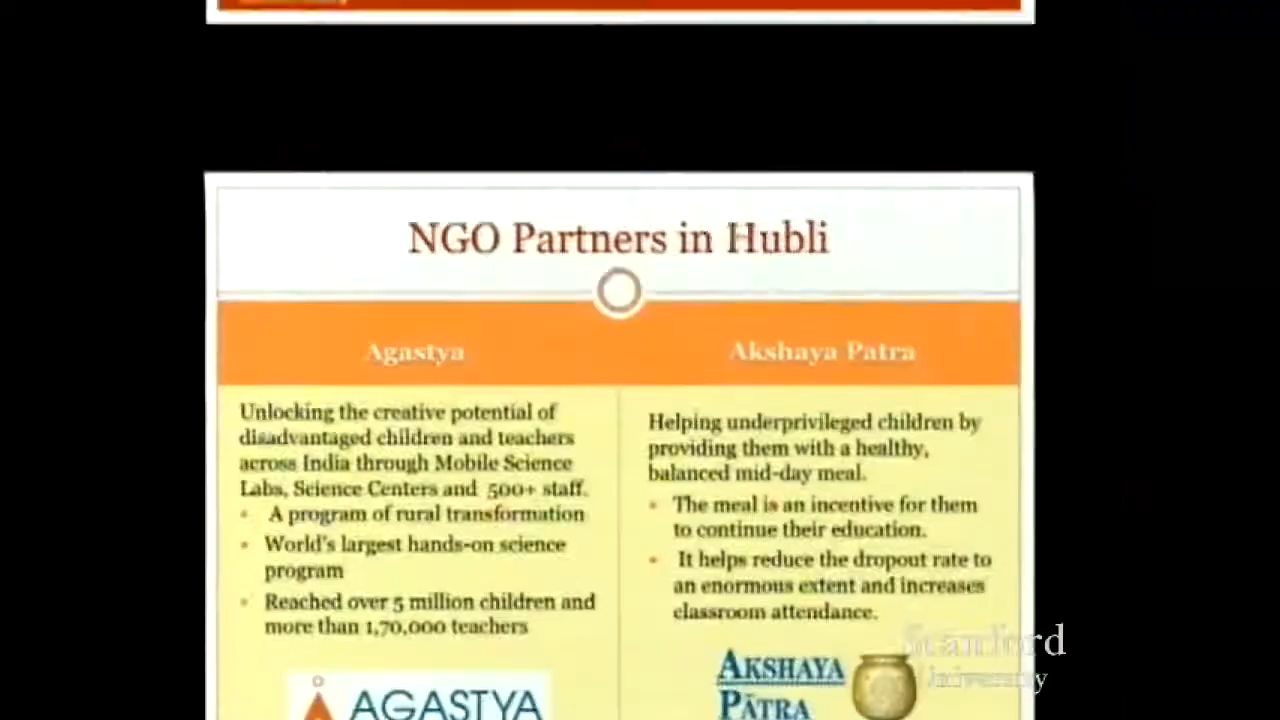 NGO Partners in Hubli
Agastya
Unlocking the creative potential of
disadvantaged children and teachers
across India through Mobile Science
Labs, Science Centers and 500+ staff.
• A program of rural transformation
• World's largest hands-on science
program
• Reached over 5 million children and
more than 1,70,000 teachers
AGASTYA
Akshaya Patra
Helping underprivileged children by
providing them with a healthy,
balanced mid-day meal.
• The meal is an incentive for them
to continue their education.
• It helps reduce the dropout rate to
an enormous extent and increases
classroom attendance.
AKSHAYA
PĀTRA
Stanford
University